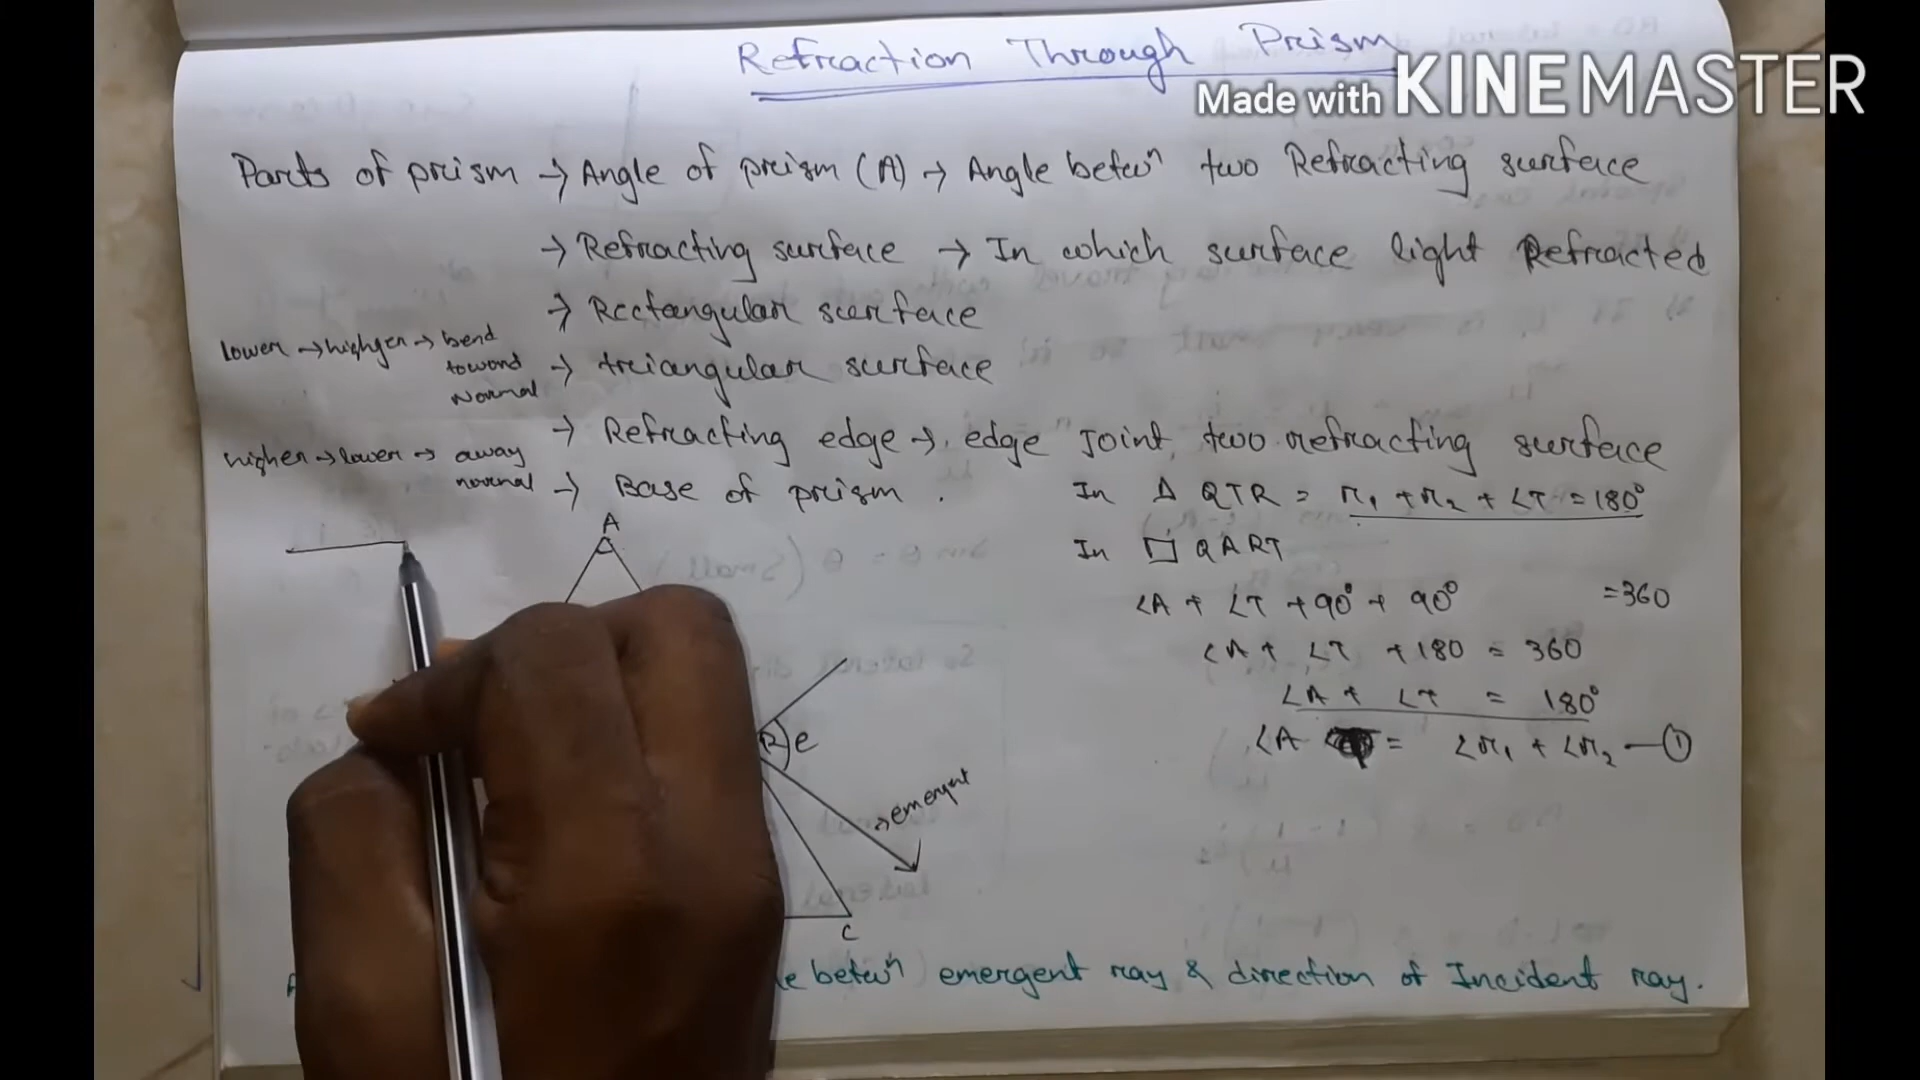 Refraction Through Prism
Made with KINEMASTER
Parts of prism → Angle of prism (A) → Angle betwⁿ two Refracting surface
→ Refracting surface → In which surface light Refracted
→ Rectangular surface
lower → highger → bend toward Normal
→ triangular surface
→ Refracting edge → edge Joint two refracting surface
higher → lower → away normal
→ Base of prism .
In Δ QTR = r₁ + r₂ + ∠T = 180°
In □ QART
∠A + ∠T + 90° + 90° = 360
∠A + ∠T + 180 = 360
∠A + ∠T = 180°
∠A = ∠r₁ + ∠r₂ — ①
A
e
→ emergent
C
betwⁿ emergent ray & direction of Incident ray.